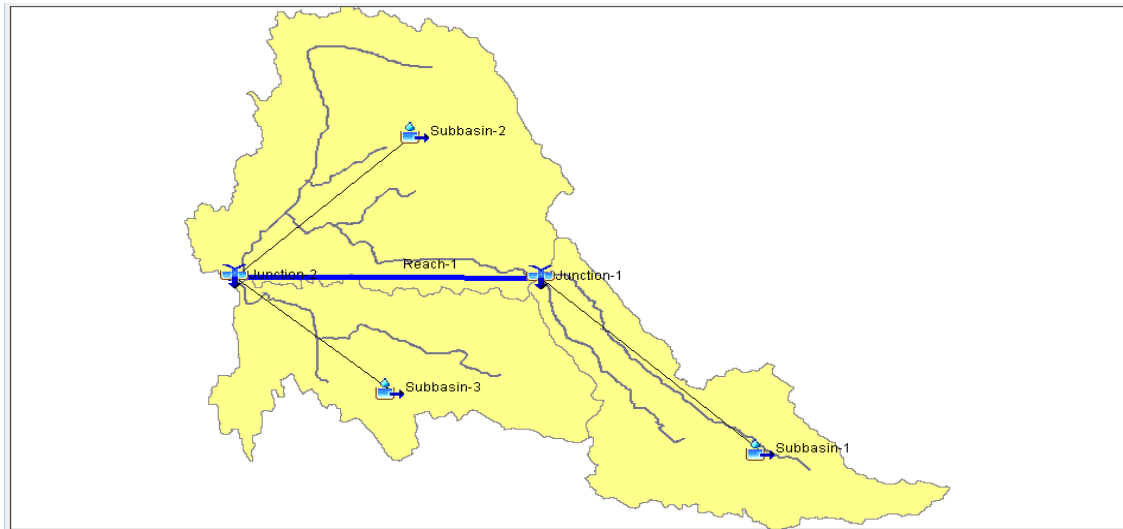 Subbasin-2
Reach-1
Junction-2
Junction-1
Subbasin-3
Subbasin-1